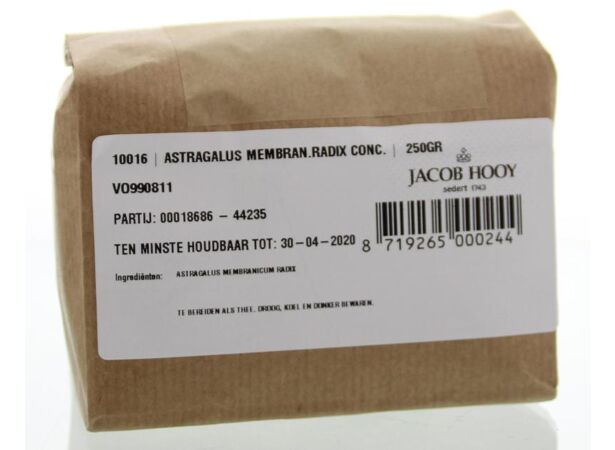 10016 | ASTRAGALUS MEMBRAN.RADIX CONC. | 250GR
JACOB HOOY
sedert 1743
VO990811
PARTIJ: 00018686 - 44235
TEN MINSTE HOUDBAAR TOT: 30-04-2020
8 719265 000244
Ingrediënten: ASTRAGALUS MEMBRANICUM RADIX
TE BEREIDEN ALS THEE. DROOG, KOEL EN DONKER BEWAREN.